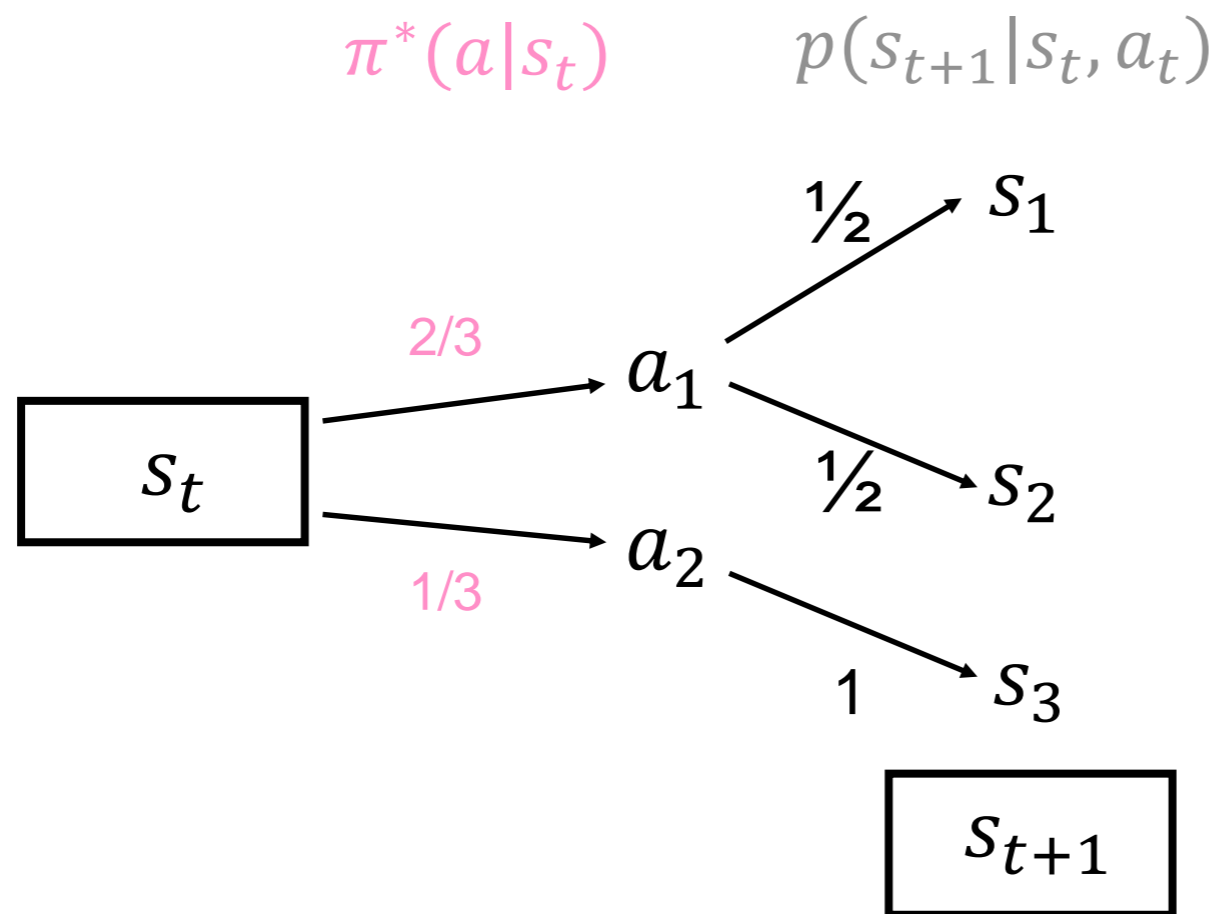 π*(a|s_t) p(s_{t+1}|s_t, a_t)
½ s_1
2/3 a_1
s_t ½ s_2
1/3 a_2
1 s_3
s_{t+1}